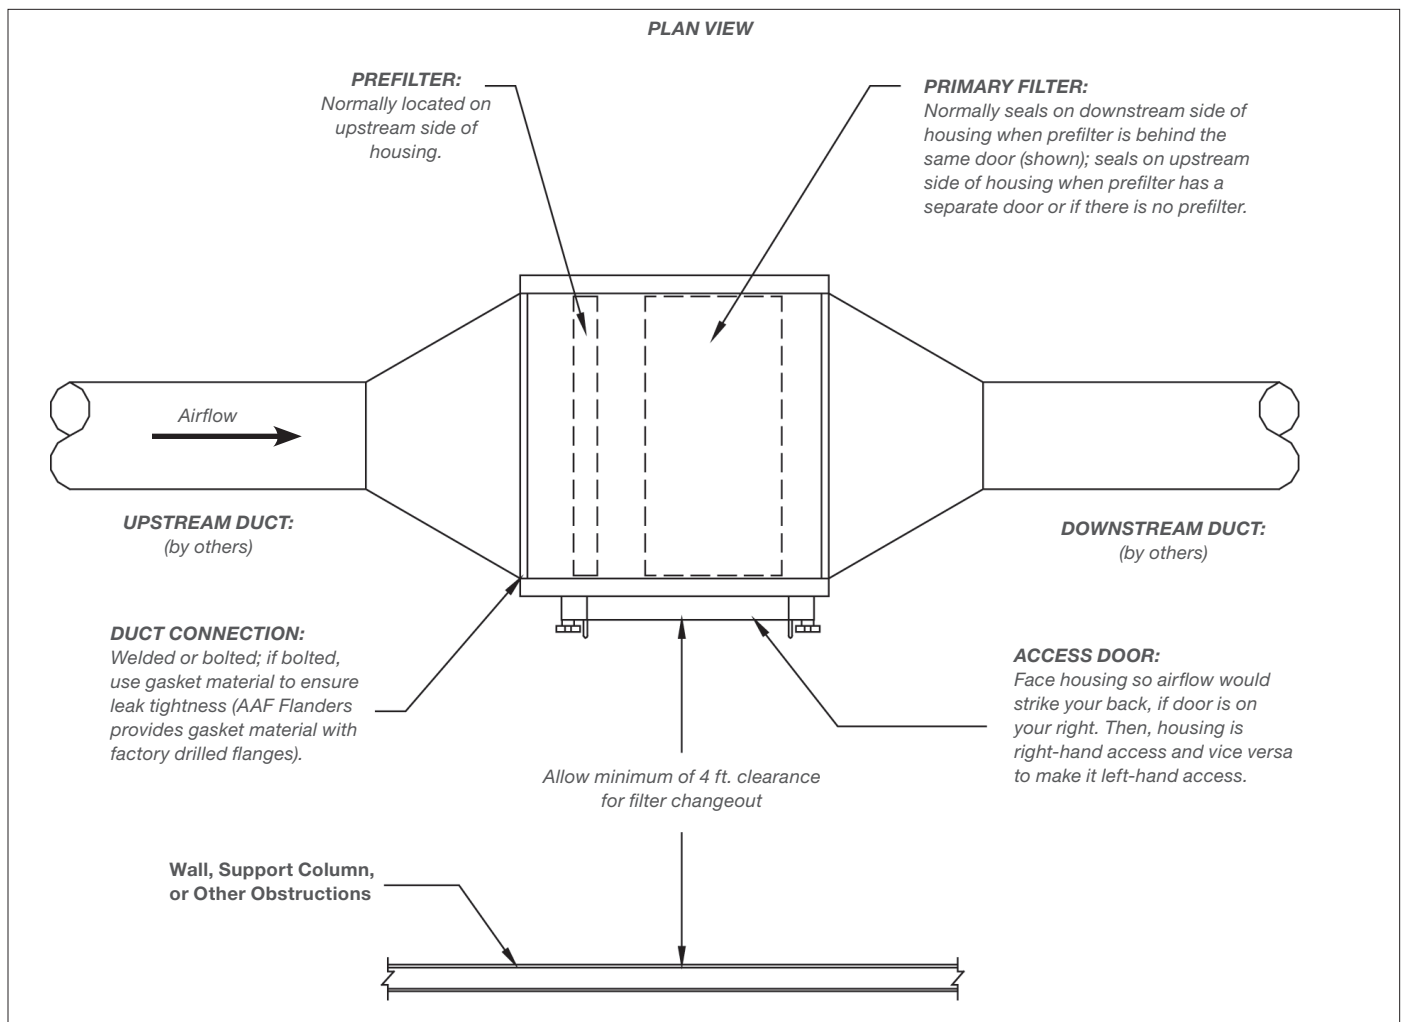 PLAN VIEW
PREFILTER:
Normally located on
upstream side of
housing.
PRIMARY FILTER:
Normally seals on downstream side of
housing when prefilter is behind the
same door (shown); seals on upstream
side of housing when prefilter has a
separate door or if there is no prefilter.
Airflow
UPSTREAM DUCT:
(by others)
DOWNSTREAM DUCT:
(by others)
DUCT CONNECTION:
Welded or bolted; if bolted,
use gasket material to ensure
leak tightness (AAF Flanders
provides gasket material with
factory drilled flanges).
ACCESS DOOR:
Face housing so airflow would
strike your back, if door is on
your right. Then, housing is
right-hand access and vice versa
to make it left-hand access.
Allow minimum of 4 ft. clearance
for filter changeout
Wall, Support Column,
or Other Obstructions